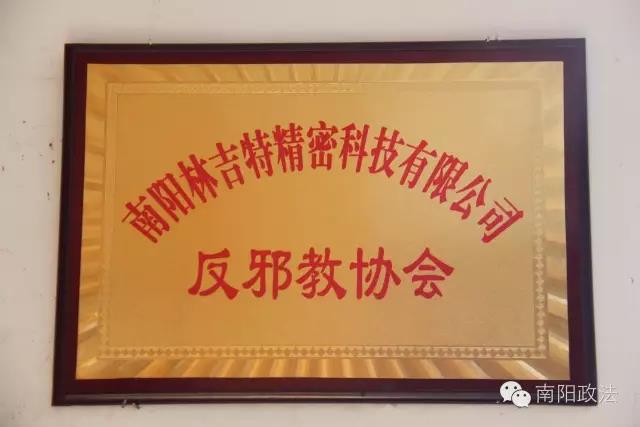 南阳林吉特精密科技有限公司
反邪教协会
南阳政法